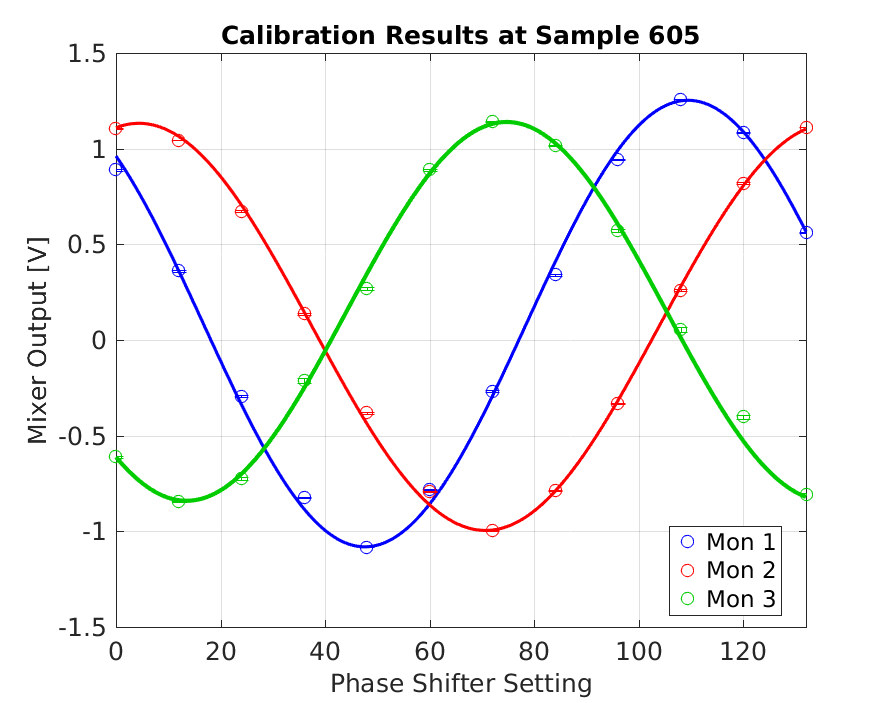 Calibration Results at Sample 605
Mixer Output [V]
1.5
1
0.5
0
-0.5
-1
-1.5
0 20 40 60 80 100 120
Phase Shifter Setting
Mon 1
Mon 2
Mon 3